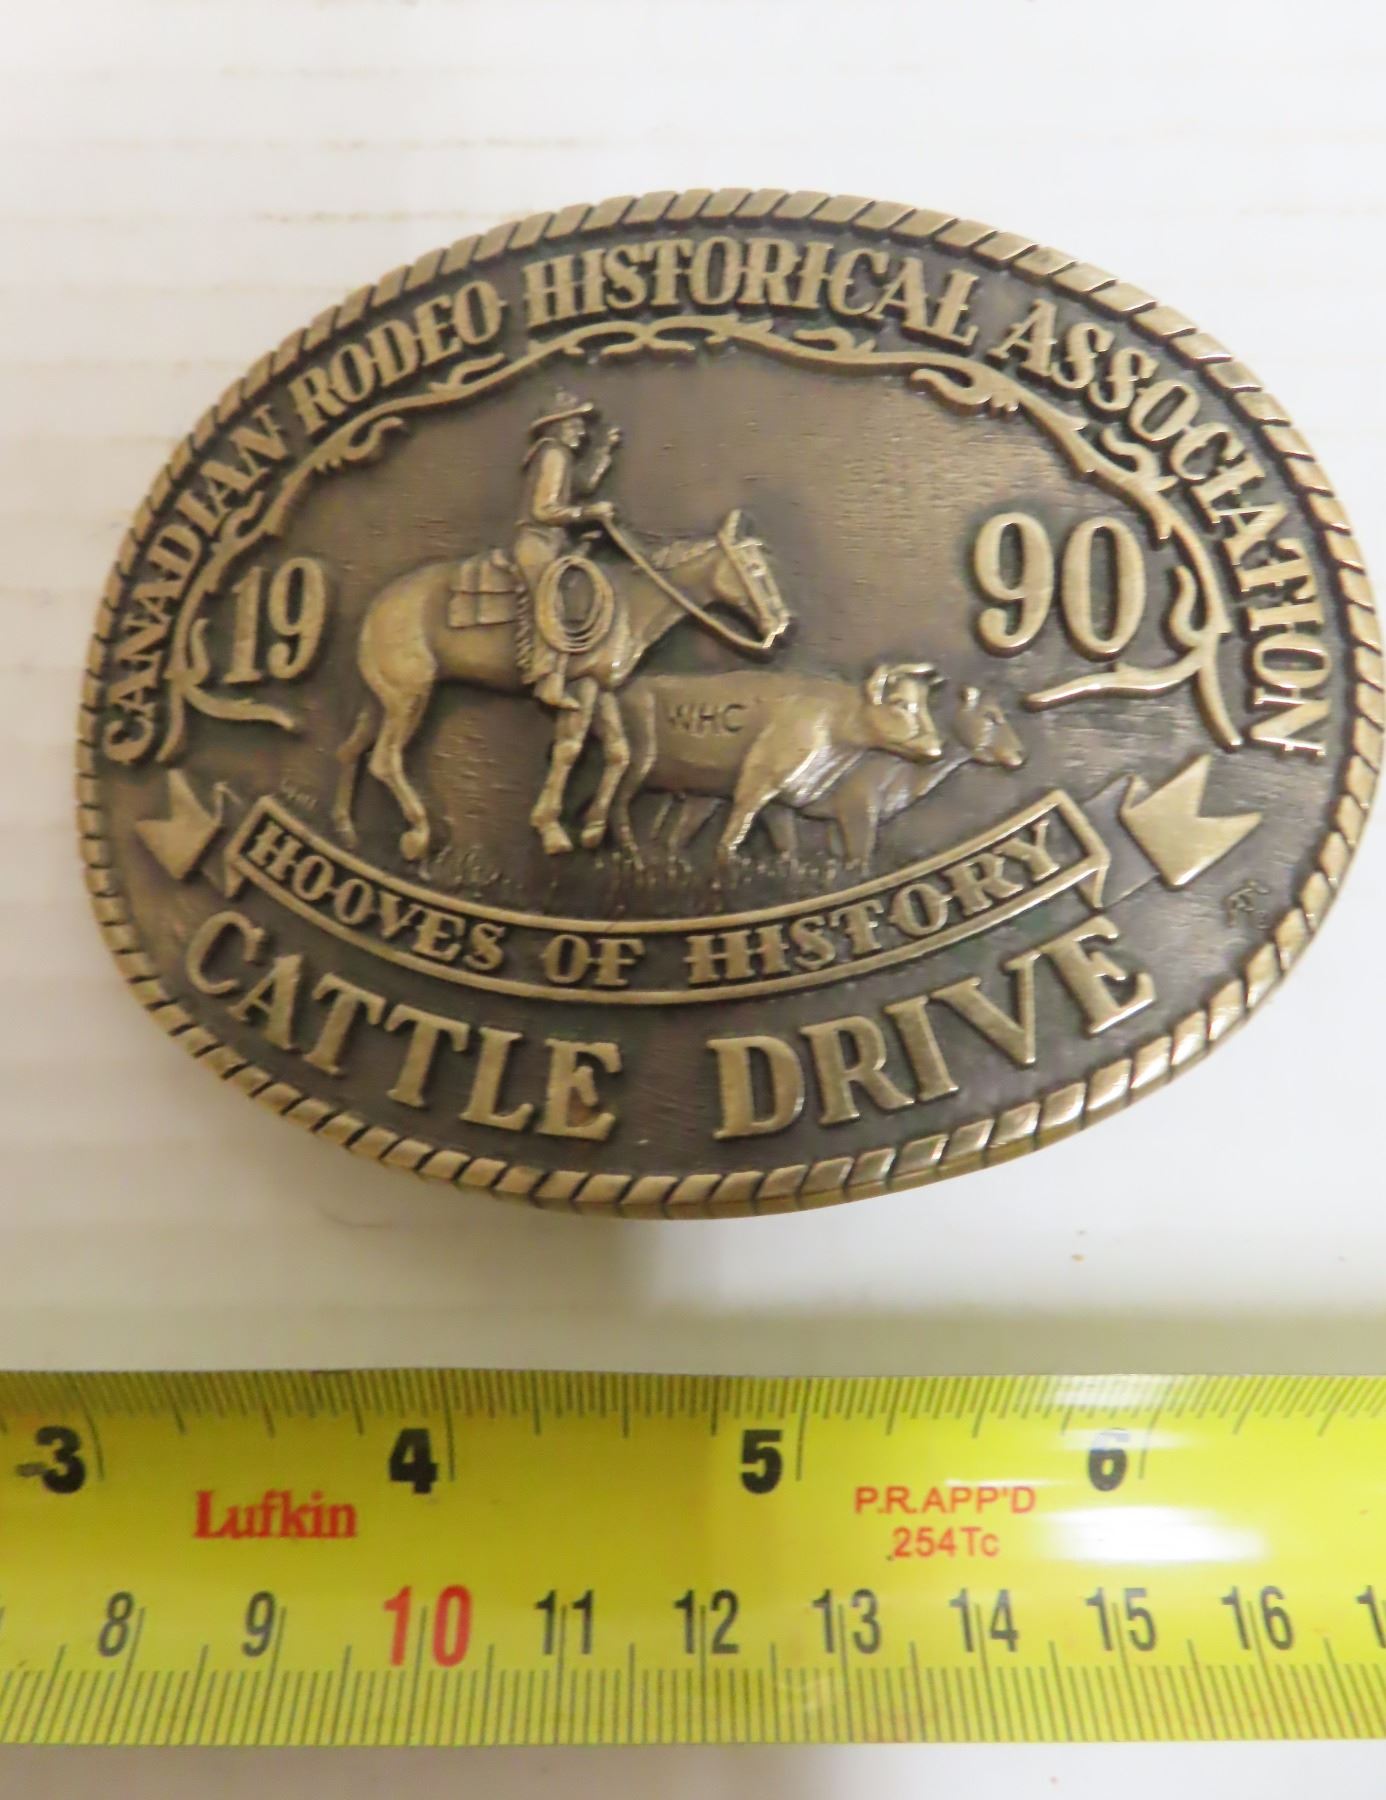 CANADIAN RODEO HISTORICAL ASSOCIATION
19 90
WHC
HOOVES OF HISTORY
CATTLE DRIVE
3 4 5 6
Lufkin
P.R.APP'D
.254Tc
8 9 10 11 12 13 14 15 16